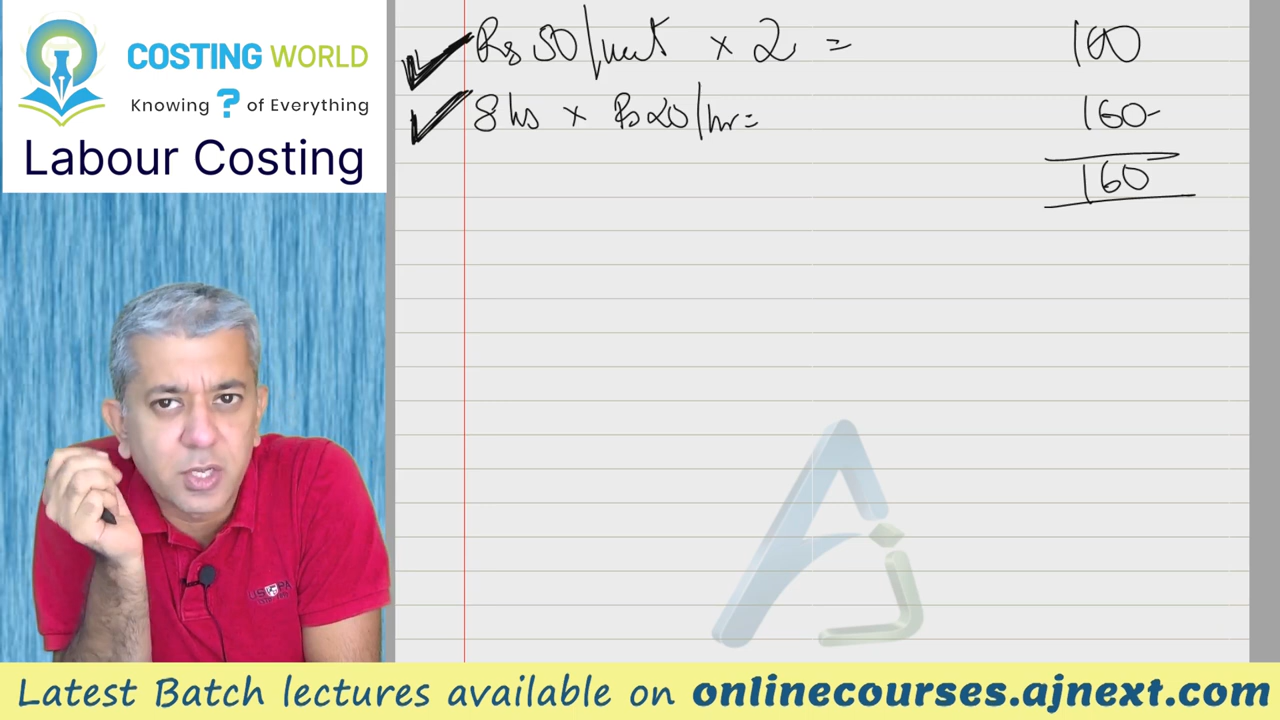 COSTING WORLD
Knowing ? of Everything
Labour Costing
Rs 50/unit × 2 = 100
8 hrs × Rs 20/hr = 160
160
Latest Batch lectures available on onlinecourses.ajnext.com